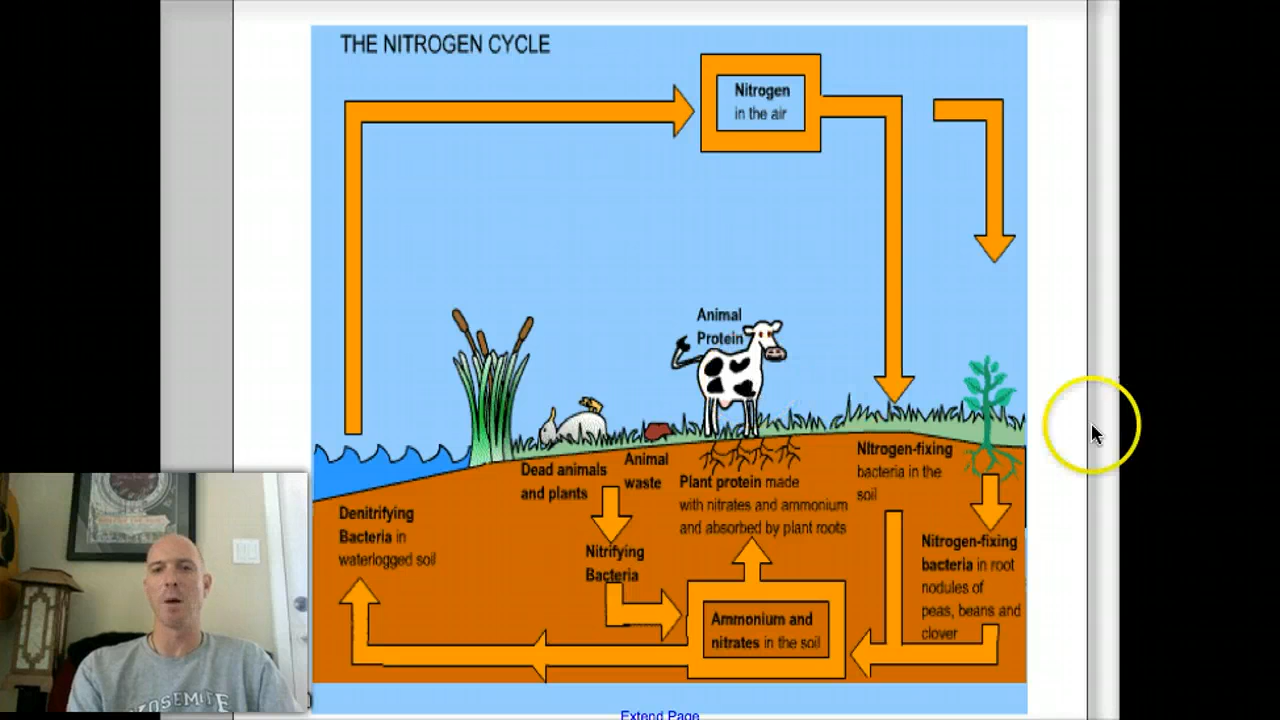 THE NITROGEN CYCLE
Nitrogen
in the air
Animal
Protein
Dead animals
and plants
Animal
waste
Plant protein made
with nitrates and ammonium
and absorbed by plant roots
NItrogen-fixing
bacteria in the
soil
Denitrifying
Bacteria in
waterlogged soil
Nitrifying
Bacteria
Nitrogen-fixing
bacteria in root
nodules of
peas, beans and
clover
Ammonium and
nitrates in the soil
YOSEMITE
Extend Page